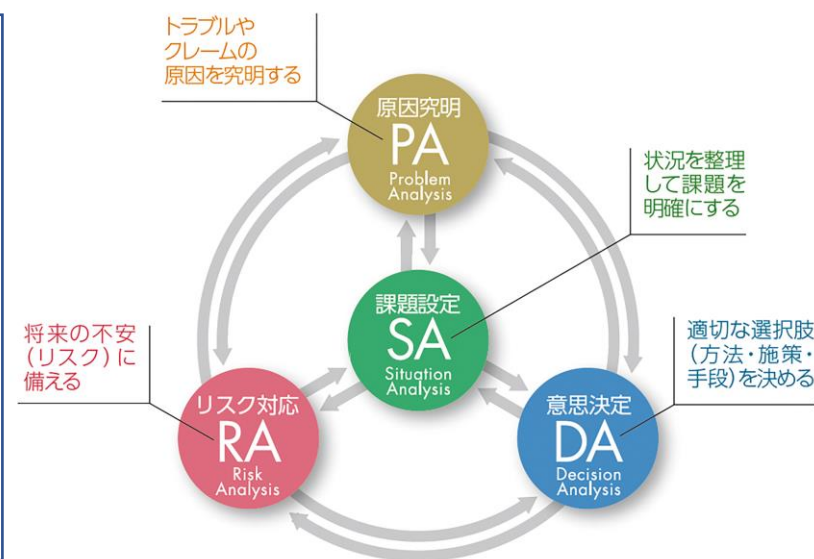 トラブルや
クレームの
原因を究明する
原因究明
PA
Problem
Analysis
状況を整理
して課題を
明確にする
課題設定
SA
Situation
Analysis
将来の不安
(リスク)に
備える
リスク対応
RA
Risk
Analysis
適切な選択肢
(方法・施策・
手段)を決める
意思決定
DA
Decision
Analysis